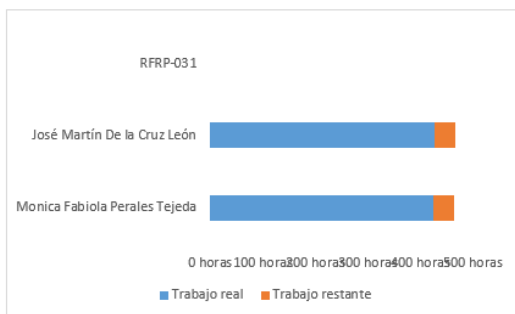 RFRP-031
José Martín De la Cruz León
Monica Fabiola Perales Tejeda
0 horas 100 horas 200 horas 300 horas 400 horas 500 horas
Trabajo real Trabajo restante